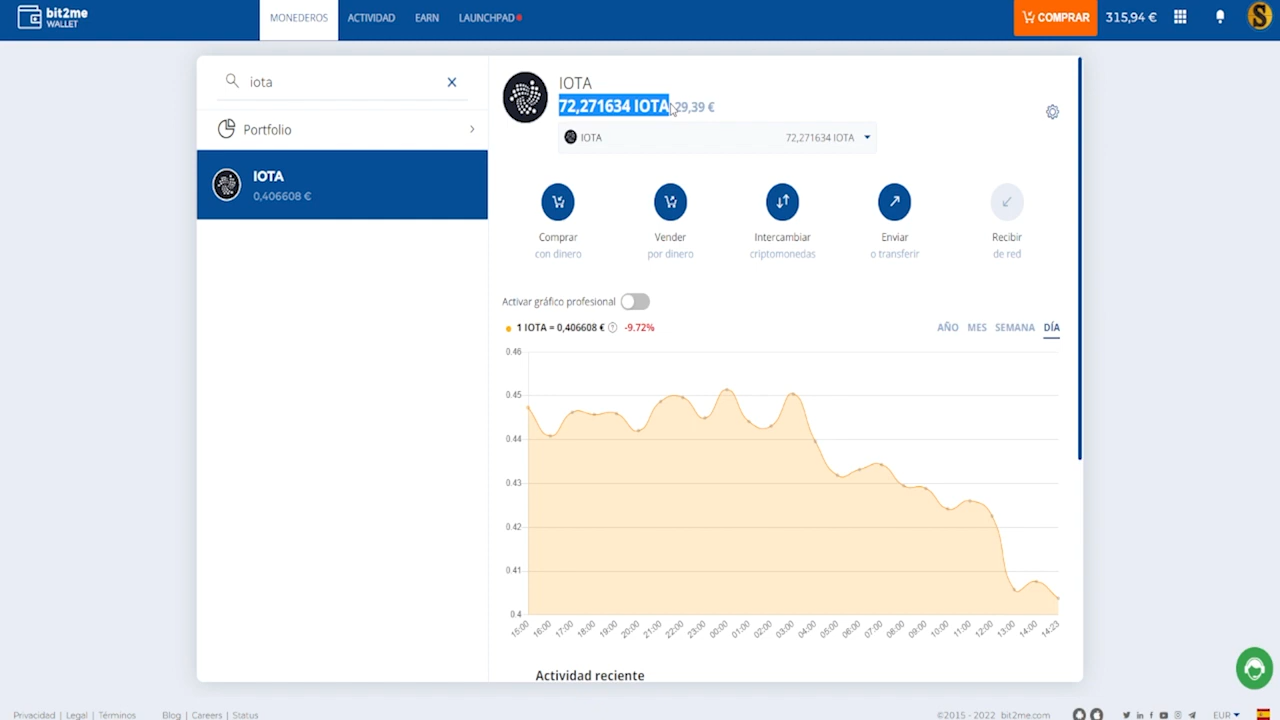 bit2me
WALLET
MONEDEROS
ACTIVIDAD
EARN
LAUNCHPAD
COMPRAR
315,94 €
iota
Portfolio
IOTA
0,406608 €
IOTA
72,271634 IOTA
29,39 €
IOTA
72,271634 IOTA
Comprar
con dinero
Vender
por dinero
Intercambiar
criptomonedas
Enviar
o transferir
Recibir
de red
Activar gráfico profesional
1 IOTA = 0,406608 €
-9.72%
AÑO
MES
SEMANA
DÍA
0.46
0.45
0.44
0.43
0.42
0.41
0.4
15:00
16:00
17:00
18:00
19:00
20:00
21:00
22:00
23:00
00:00
01:00
02:00
03:00
04:00
05:00
06:00
07:00
08:00
09:00
10:00
11:00
12:00
13:00
14:00
14:23
Actividad reciente
Privacidad | Legal | Términos
Blog | Careers | Status
©2015 - 2022 bit2me.com
EUR